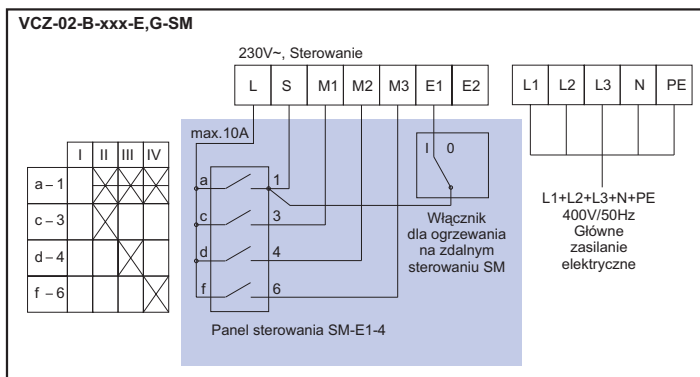 VCZ-02-B-xxx-E,G-SM
230V~, Sterowanie
L S M1 M2 M3 E1 E2
L1 L2 L3 N PE
max.10A
I II III IV
a – 1
c – 3
d – 4
f – 6
a 1
c 3
d 4
f 6
I 0
Włącznik
dla ogrzewania
na zdalnym
sterowaniu SM
Panel sterowania SM-E1-4
L1+L2+L3+N+PE
400V/50Hz
Główne
zasilanie
elektryczne